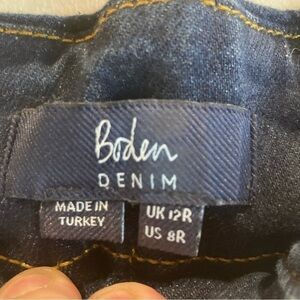 Boden
DENIM
MADE IN
TURKEY
UK 12R
US 8R